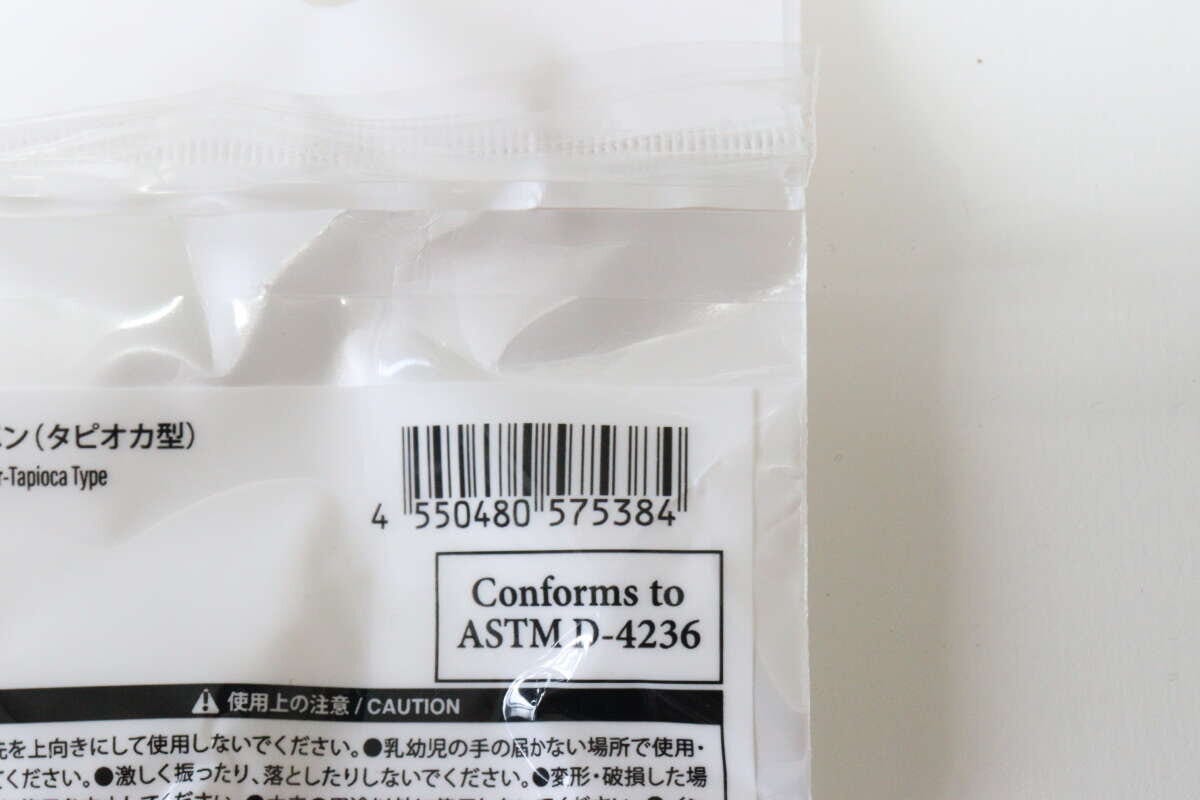 ン(タピオカ型)
r-Tapioca Type
4 550480 575384
Conforms to
ASTM D-4236
使用上の注意 / CAUTION
先を上向きにして使用しないでください。●乳幼児の手の届かない場所で使用・
てください。●激しく振ったり、落としたりしないでください。●変形・破損した場